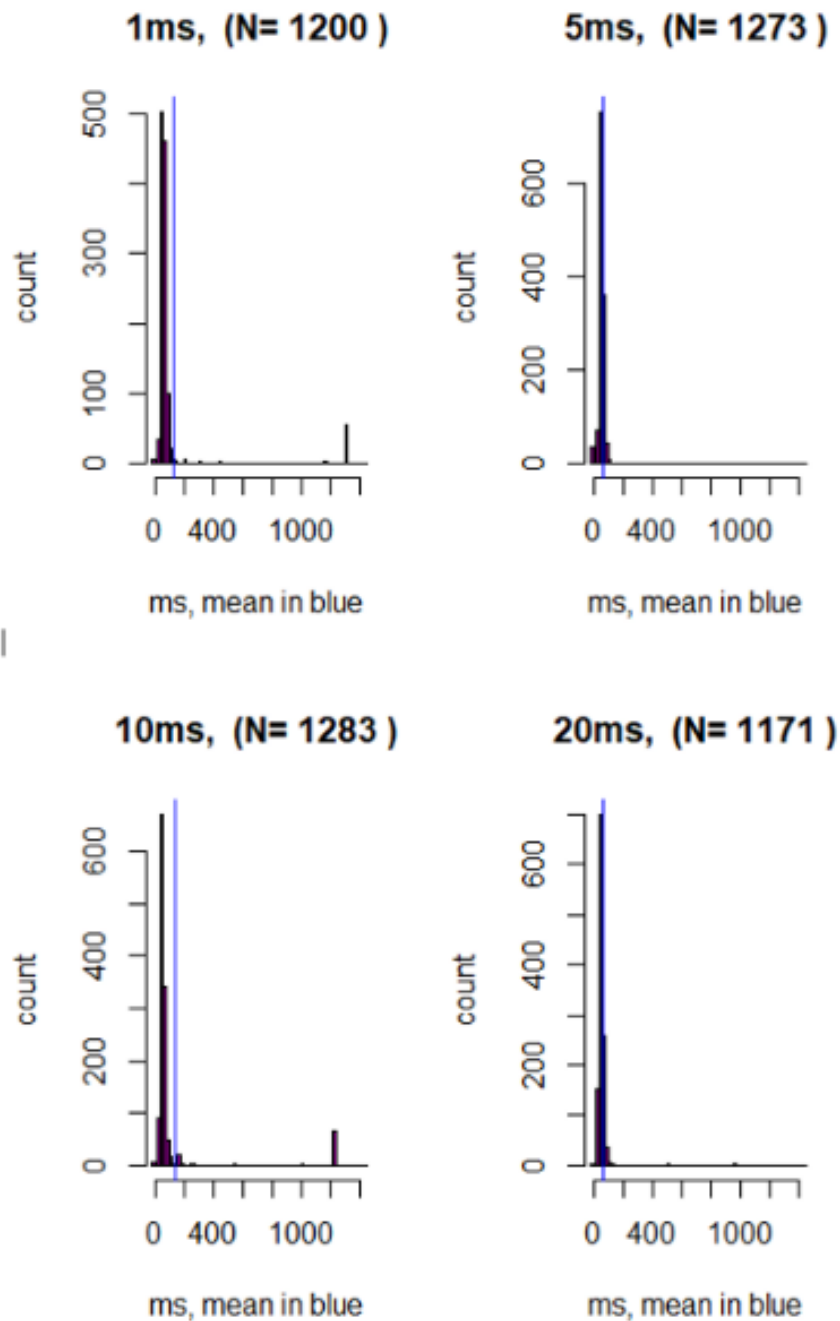 1ms, (N= 1200 )
500
300
100
0
count
0 400 1000
ms, mean in blue
5ms, (N= 1273 )
600
400
200
0
count
0 400 1000
ms, mean in blue
10ms, (N= 1283 )
600
400
200
0
count
0 400 1000
ms, mean in blue
20ms, (N= 1171 )
600
400
200
0
count
0 400 1000
ms, mean in blue